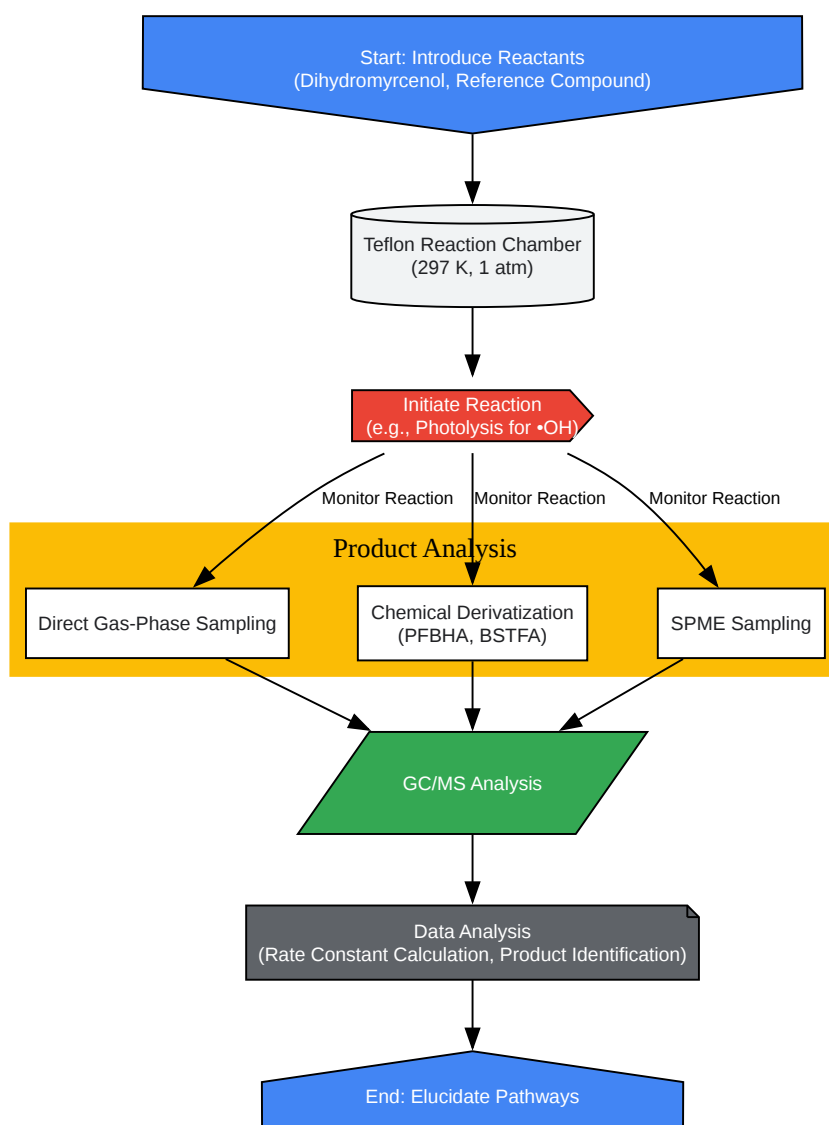 Start: Introduce Reactants
(Dihydromyrcenol, Reference Compound)
Teflon Reaction Chamber
(297 K, 1 atm)
Initiate Reaction
(e.g., Photolysis for •OH)
Monitor Reaction
Monitor Reaction
Monitor Reaction
Product Analysis
Direct Gas-Phase Sampling
Chemical Derivatization
(PFBHA, BSTFA)
SPME Sampling
GC/MS Analysis
Data Analysis
(Rate Constant Calculation, Product Identification)
End: Elucidate Pathways